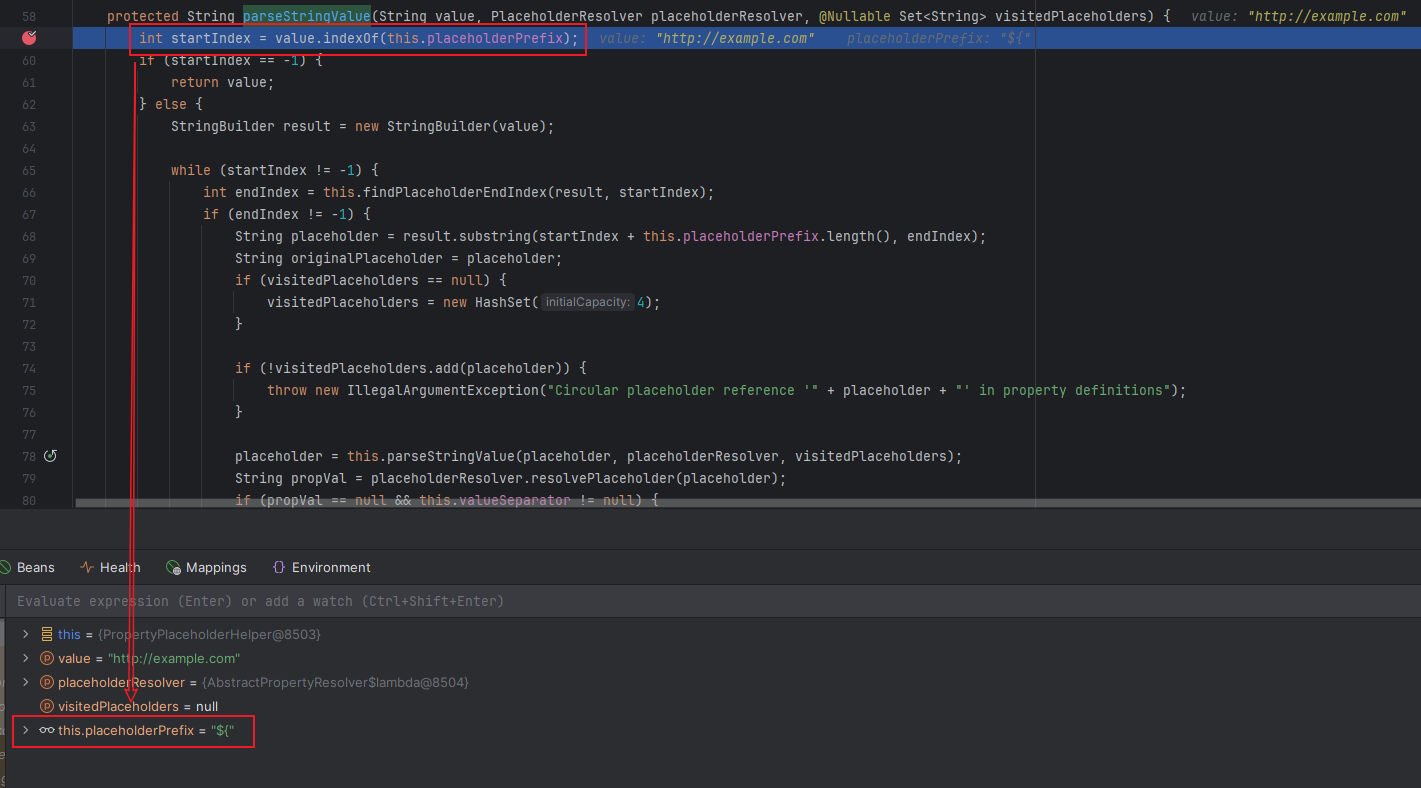 58 protected String parseStringValue(String value, PlaceholderResolver placeholderResolver, @Nullable Set<String> visitedPlaceholders) { value: "http://example.com"
int startIndex = value.indexOf(this.placeholderPrefix); value: "http://example.com" placeholderPrefix: "${"
60 if (startIndex == -1) {
61 return value;
62 } else {
63 StringBuilder result = new StringBuilder(value);
64
65 while (startIndex != -1) {
66 int endIndex = this.findPlaceholderEndIndex(result, startIndex);
67 if (endIndex != -1) {
68 String placeholder = result.substring(startIndex + this.placeholderPrefix.length(), endIndex);
69 String originalPlaceholder = placeholder;
70 if (visitedPlaceholders == null) {
71 visitedPlaceholders = new HashSet( initialCapacity: 4);
72 }
73
74 if (!visitedPlaceholders.add(placeholder)) {
75 throw new IllegalArgumentException("Circular placeholder reference '" + placeholder + "' in property definitions");
76 }
77
78 placeholder = this.parseStringValue(placeholder, placeholderResolver, visitedPlaceholders);
79 String propVal = placeholderResolver.resolvePlaceholder(placeholder);
80 if (propVal == null && this.valueSeparator != null) {
Beans Health Mappings {} Environment
Evaluate expression (Enter) or add a watch (Ctrl+Shift+Enter)
this = {PropertyPlaceholderHelper@8503}
value = "http://example.com"
placeholderResolver = {AbstractPropertyResolver$lambda@8504}
visitedPlaceholders = null
this.placeholderPrefix = "${"